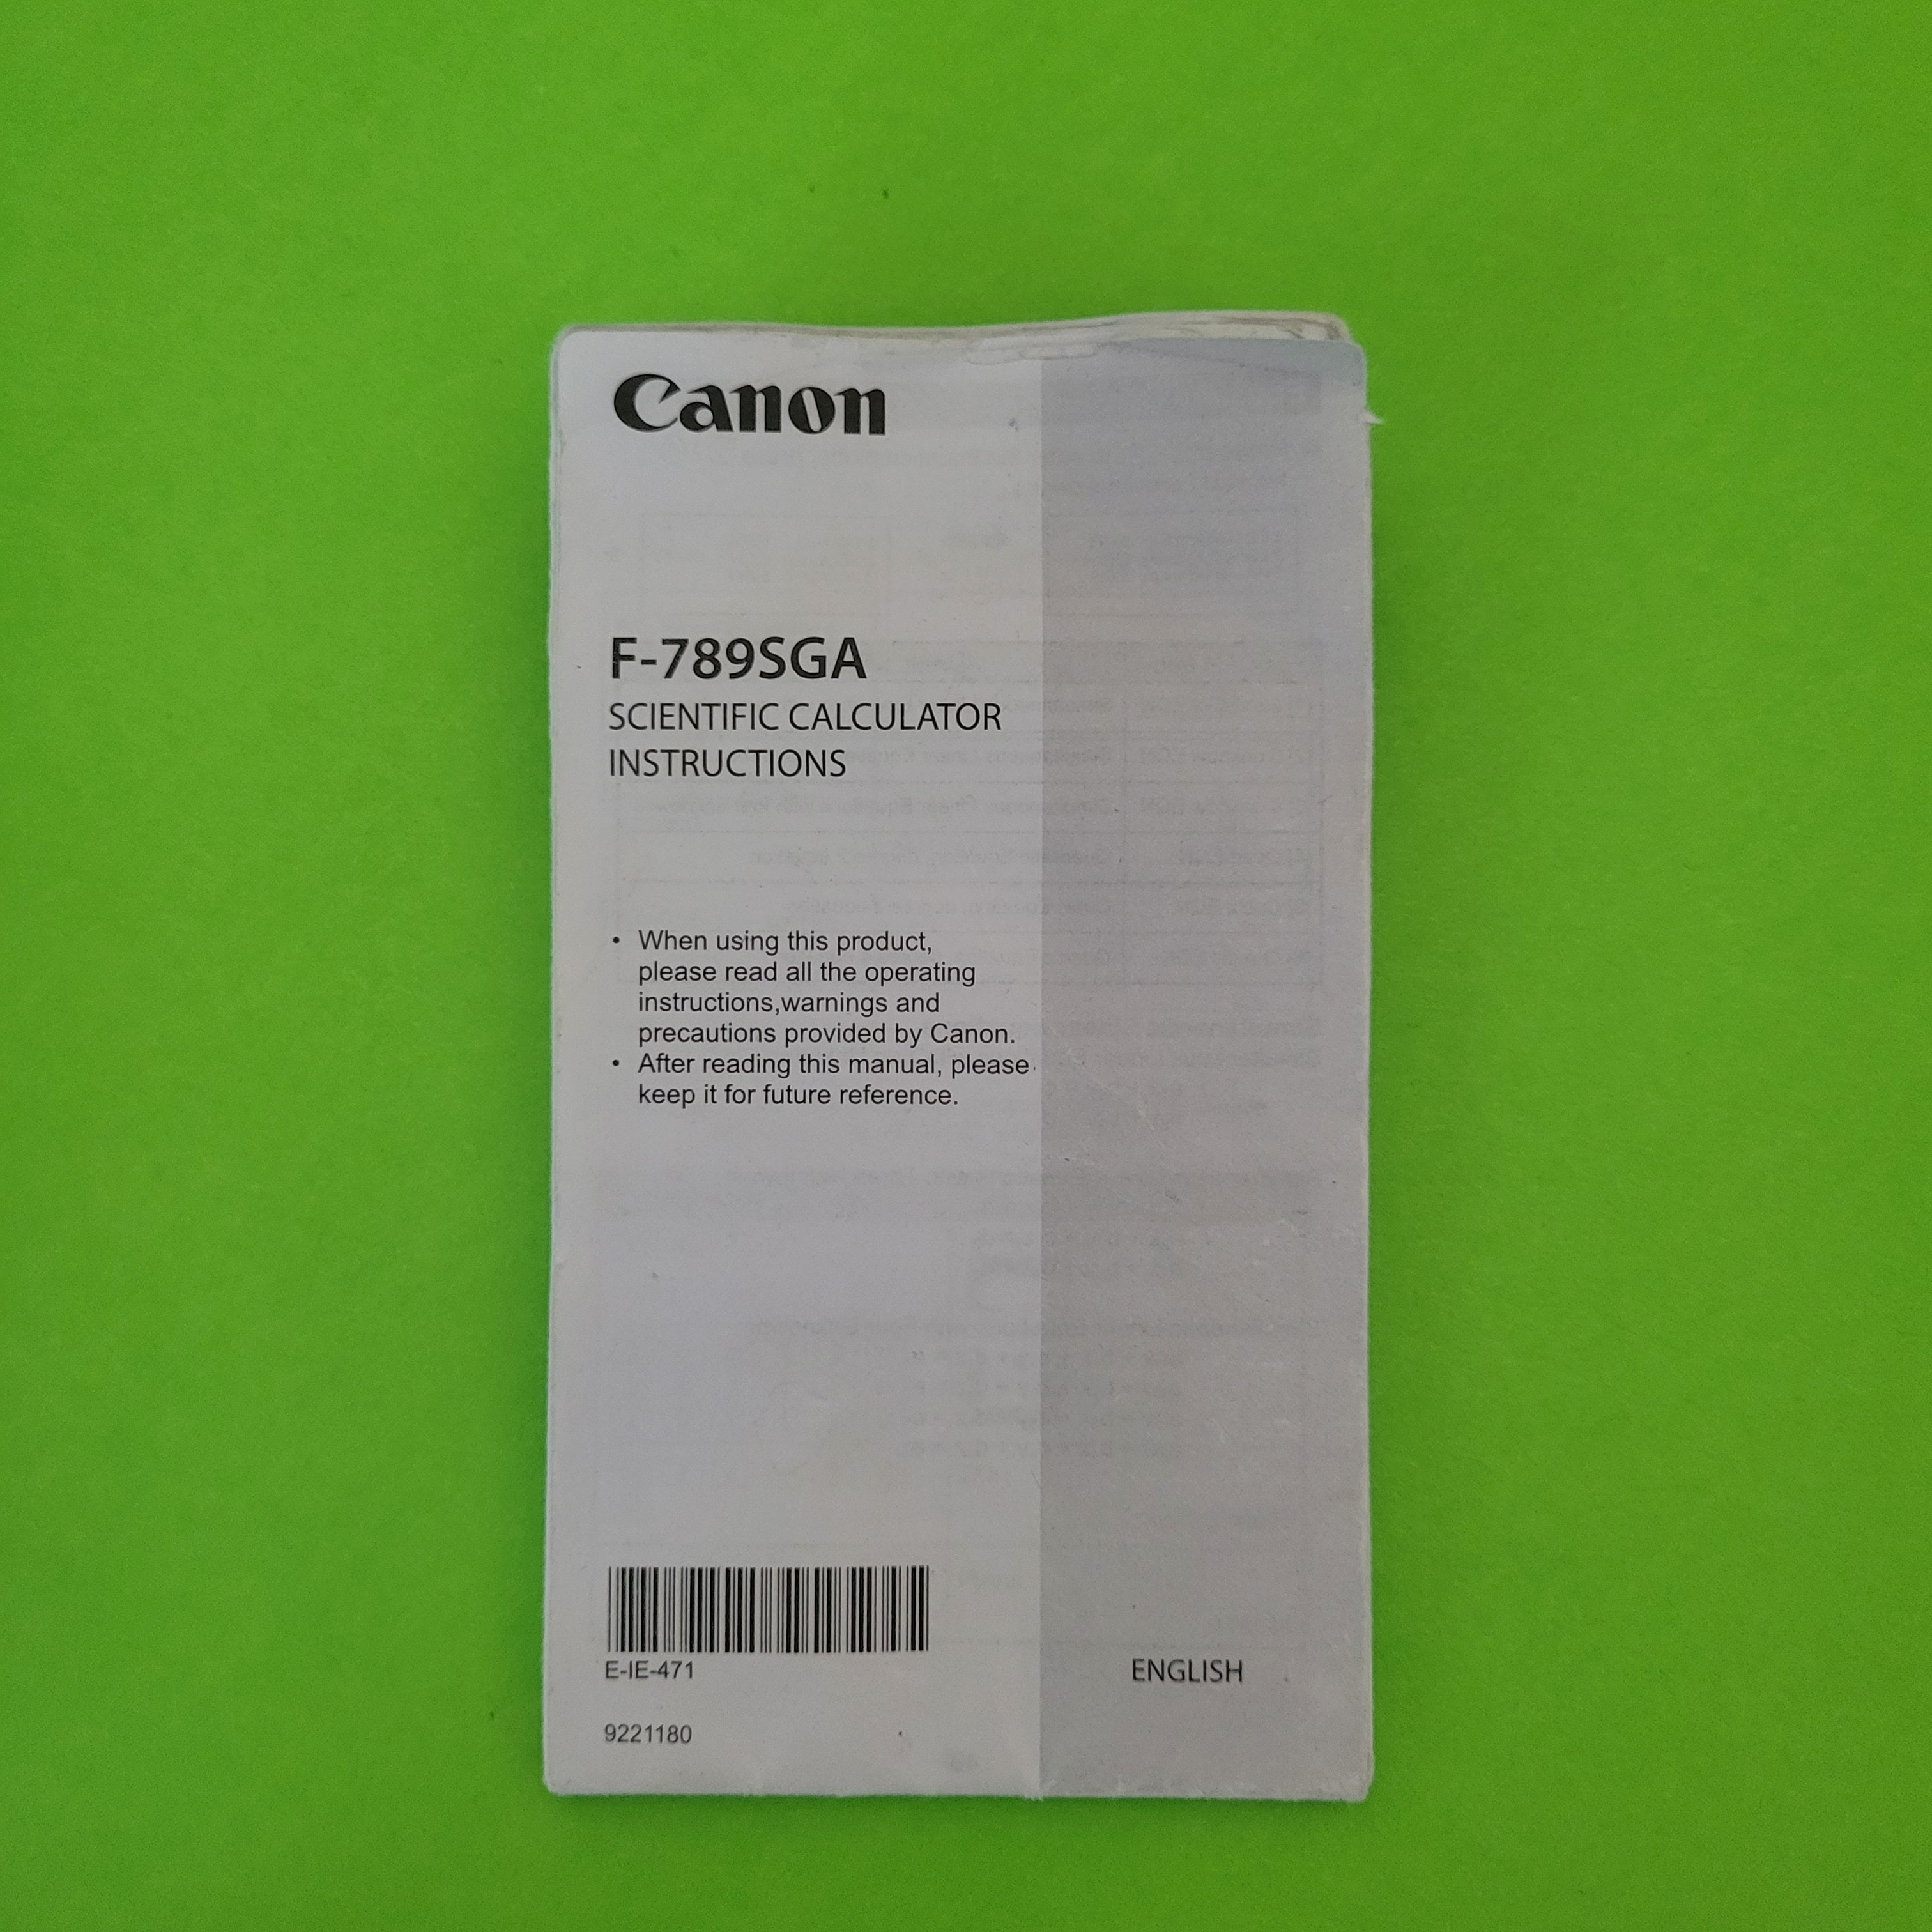 Canon
F-789SGA
SCIENTIFIC CALCULATOR
INSTRUCTIONS
• When using this product,
please read all the operating
instructions,warnings and
precautions provided by Canon.
• After reading this manual, please
keep it for future reference.
E-IE-471
ENGLISH
9221180